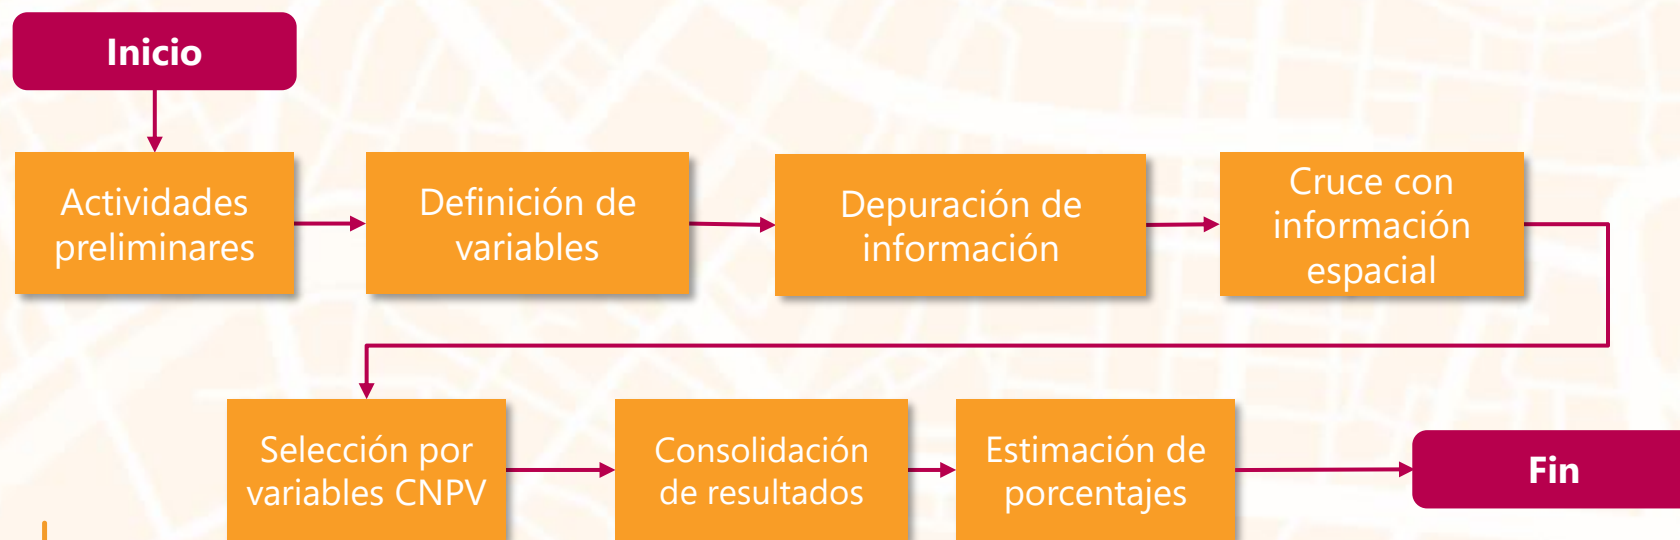 Inicio
Actividades
preliminares
Definición de
variables
Depuración de
información
Cruce con
información
espacial
Selección por
variables CNPV
Consolidación
de resultados
Estimación de
porcentajes
Fin